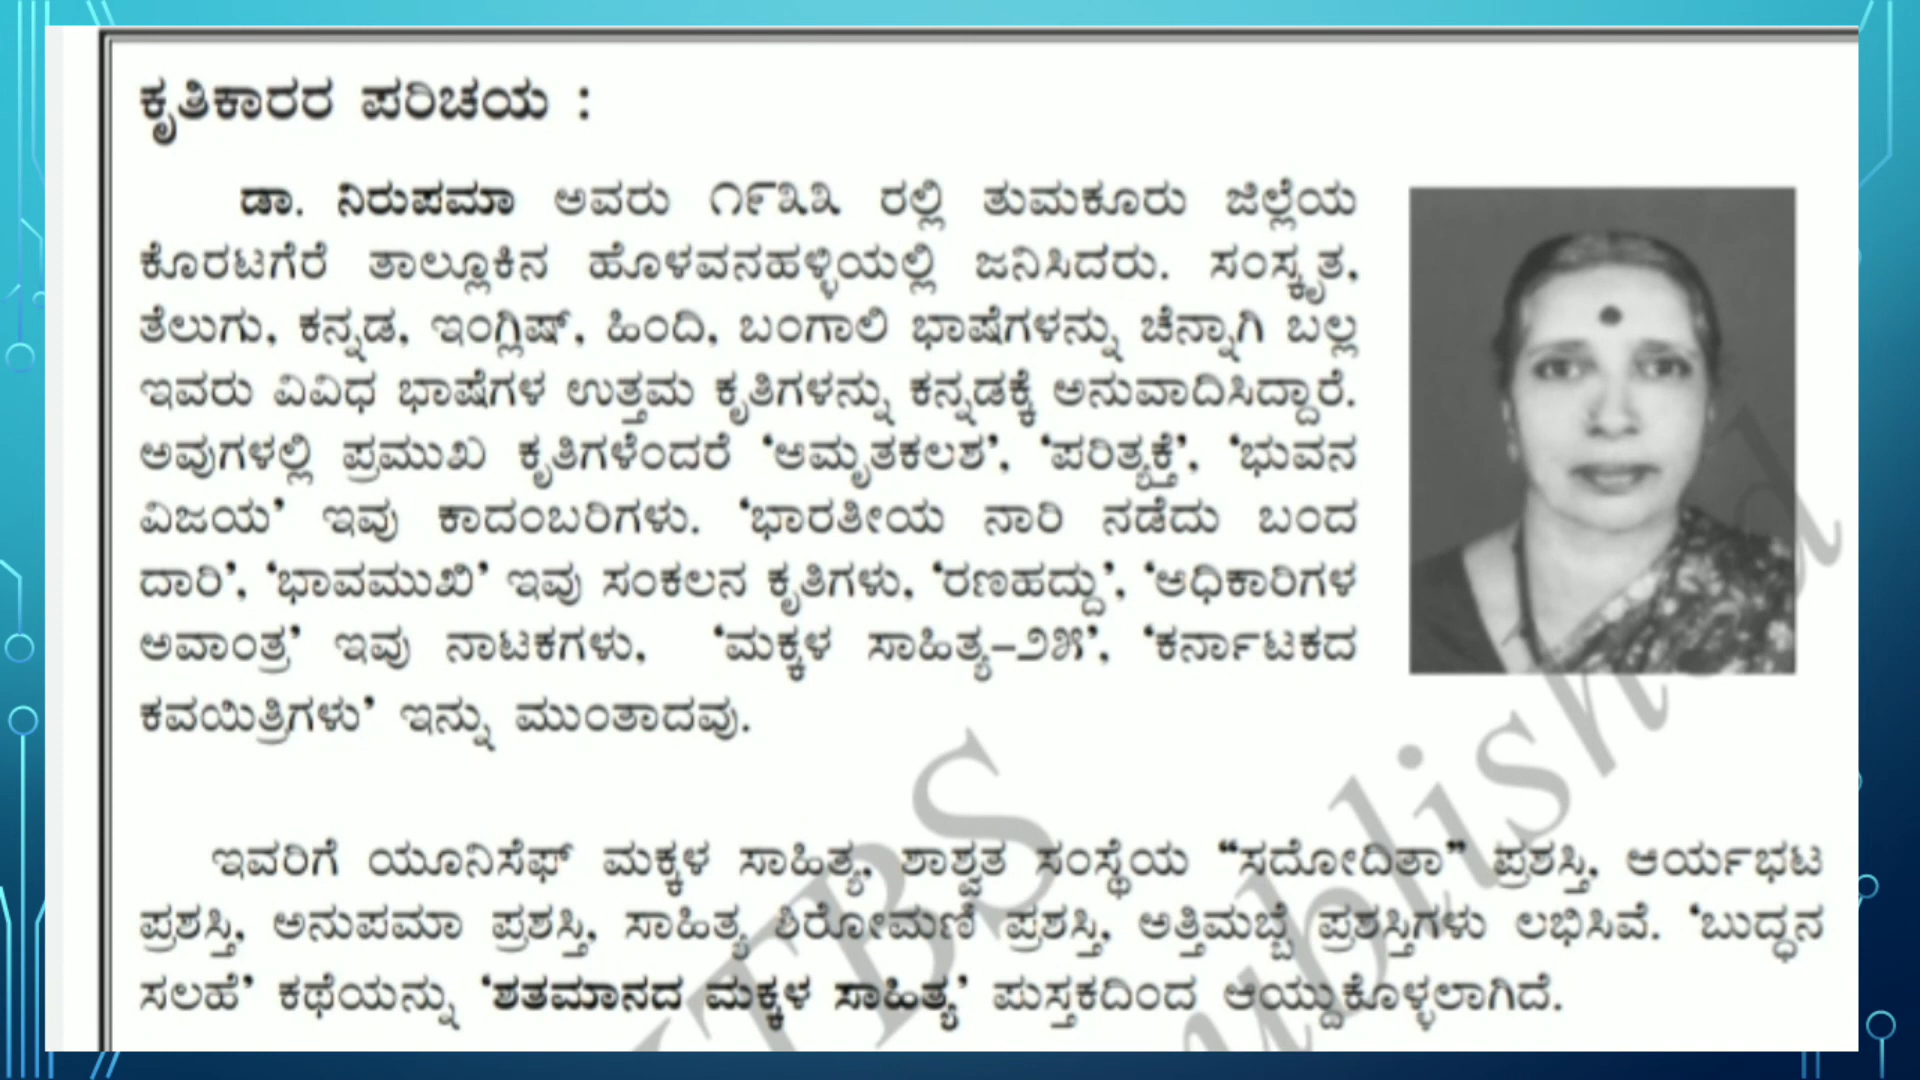 ಕೃತಿಕಾರರ ಪರಿಚಯ :
ಡಾ. ನಿರುಪಮಾ ಅವರು ೧೯೩೩ ರಲ್ಲಿ ತುಮಕೂರು ಜಿಲ್ಲೆಯ
ಕೊರಟಗೆರೆ ತಾಲ್ಲೂಕಿನ ಹೊಳವನಹಳ್ಳಿಯಲ್ಲಿ ಜನಿಸಿದರು. ಸಂಸ್ಕೃತ,
ತೆಲುಗು, ಕನ್ನಡ, ಇಂಗ್ಲಿಷ್, ಹಿಂದಿ, ಬಂಗಾಲಿ ಭಾಷೆಗಳನ್ನು ಚೆನ್ನಾಗಿ ಬಲ್ಲ
ಇವರು ವಿವಿಧ ಭಾಷೆಗಳ ಉತ್ತಮ ಕೃತಿಗಳನ್ನು ಕನ್ನಡಕ್ಕೆ ಅನುವಾದಿಸಿದ್ದಾರೆ.
ಅವುಗಳಲ್ಲಿ ಪ್ರಮುಖ ಕೃತಿಗಳೆಂದರೆ ‘ಅಮೃತಕಲಶ’, ‘ಪರಿತ್ಯಕ್ತೆ’, ‘ಭುವನ
ವಿಜಯ’ ಇವು ಕಾದಂಬರಿಗಳು. ‘ಭಾರತೀಯ ನಾರಿ ನಡೆದು ಬಂದ
ದಾರಿ’, ‘ಭಾವಮುಖಿ’ ಇವು ಸಂಕಲನ ಕೃತಿಗಳು, ‘ರಣಹದ್ದು’, ‘ಅಧಿಕಾರಿಗಳ
ಅವಾಂತ್ರ’ ಇವು ನಾಟಕಗಳು, ‘ಮಕ್ಕಳ ಸಾಹಿತ್ಯ-೨೫’, ‘ಕರ್ನಾಟಕದ
ಕವಯಿತ್ರಿಗಳು’ ಇನ್ನು ಮುಂತಾದವು.
ಇವರಿಗೆ ಯೂನಿಸೆಫ್ ಮಕ್ಕಳ ಸಾಹಿತ್ಯ, ಶಾಶ್ವತ ಸಂಸ್ಥೆಯ “ಸದೋದಿತಾ” ಪ್ರಶಸ್ತಿ, ಆರ್ಯಭಟ
ಪ್ರಶಸ್ತಿ, ಅನುಪಮಾ ಪ್ರಶಸ್ತಿ, ಸಾಹಿತ್ಯ ಶಿರೋಮಣಿ ಪ್ರಶಸ್ತಿ, ಅತ್ತಿಮಬ್ಬೆ ಪ್ರಶಸ್ತಿಗಳು ಲಭಿಸಿವೆ. ‘ಬುದ್ಧನ
ಸಲಹೆ’ ಕಥೆಯನ್ನು ‘ಶತಮಾನದ ಮಕ್ಕಳ ಸಾಹಿತ್ಯ’ ಪುಸ್ತಕದಿಂದ ಆಯ್ದುಕೊಳ್ಳಲಾಗಿದೆ.